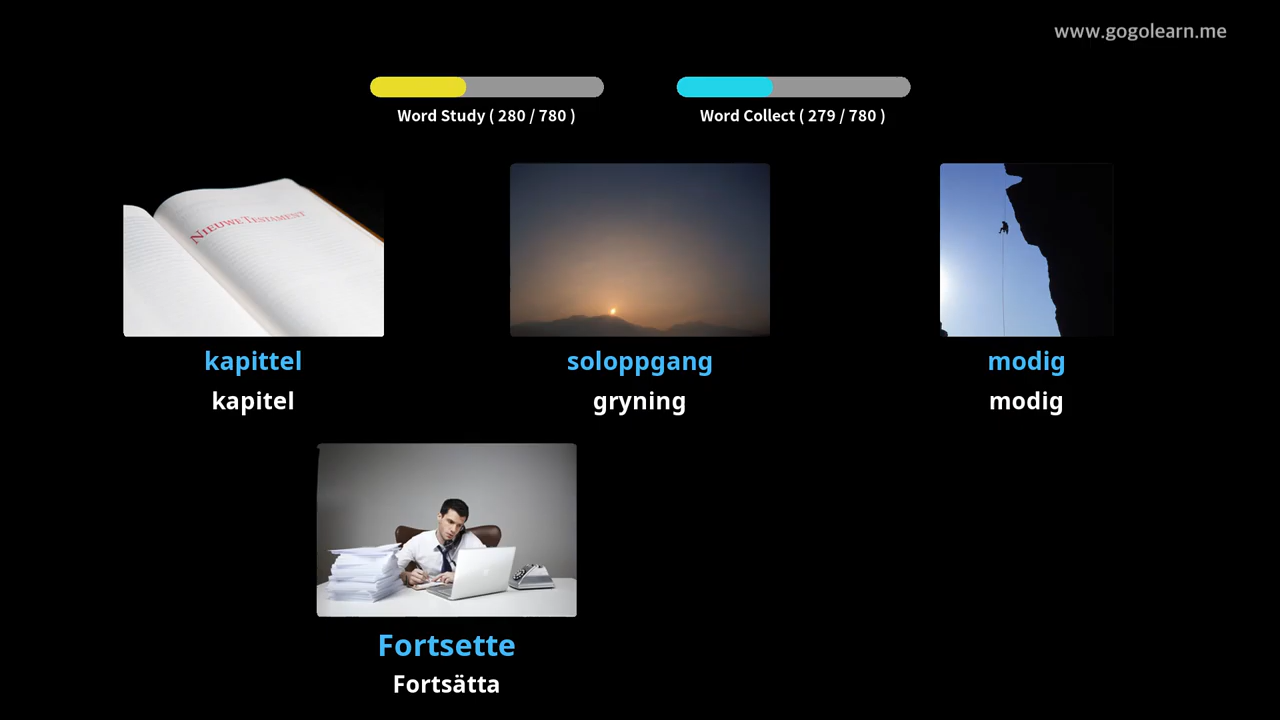 www.gogolearn.me
Word Study ( 280 / 780 )
Word Collect ( 279 / 780 )
NIEUWE TESTAMENT
kapittel
soloppgang
modig
kapitel
gryning
modig
Fortsette
Fortsätta